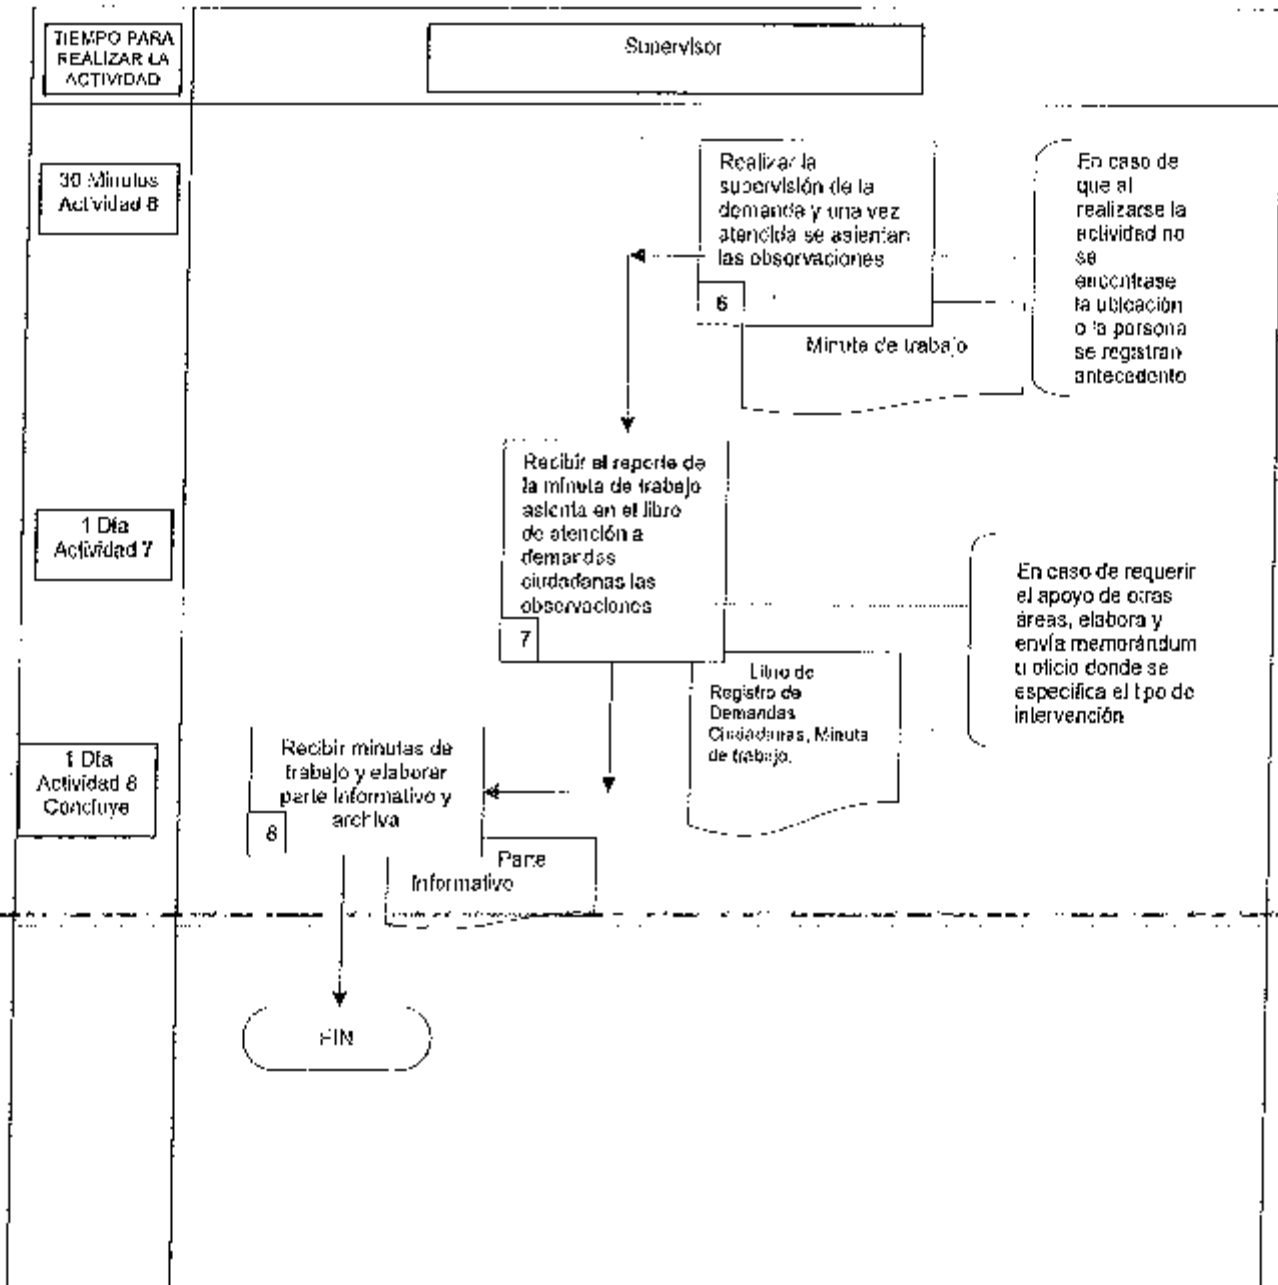 TIEMPO PARA
REALIZAR LA
ACTIVIDAD
Supervisor
30 Minutos
Actividad 6
Realizar la
supervisión de la
demanda y una vez
atendida se asientan
las observaciones
6
Minuta de trabajo
En caso de
que al
realizarse la
actividad no
se
encontrase
la ubicación
o la persona
se registran
antecedente
1 Día
Actividad 7
Recibir el reporte de
la minuta de trabajo
asienta en el libro
de atención a
demandas
ciudadanas las
observaciones
7
Libro de
Registro de
Demandas
Ciudadanas, Minuta
de trabajo.
En caso de requerir
el apoyo de otras
áreas, elabora y
envía memorándum
u oficio donde se
especifica el tipo de
intervención
1 Día
Actividad 8
Concluye
Recibir minutas de
trabajo y elaborar
parte informativo y
archiva
8
Parte
Informativo
FIN